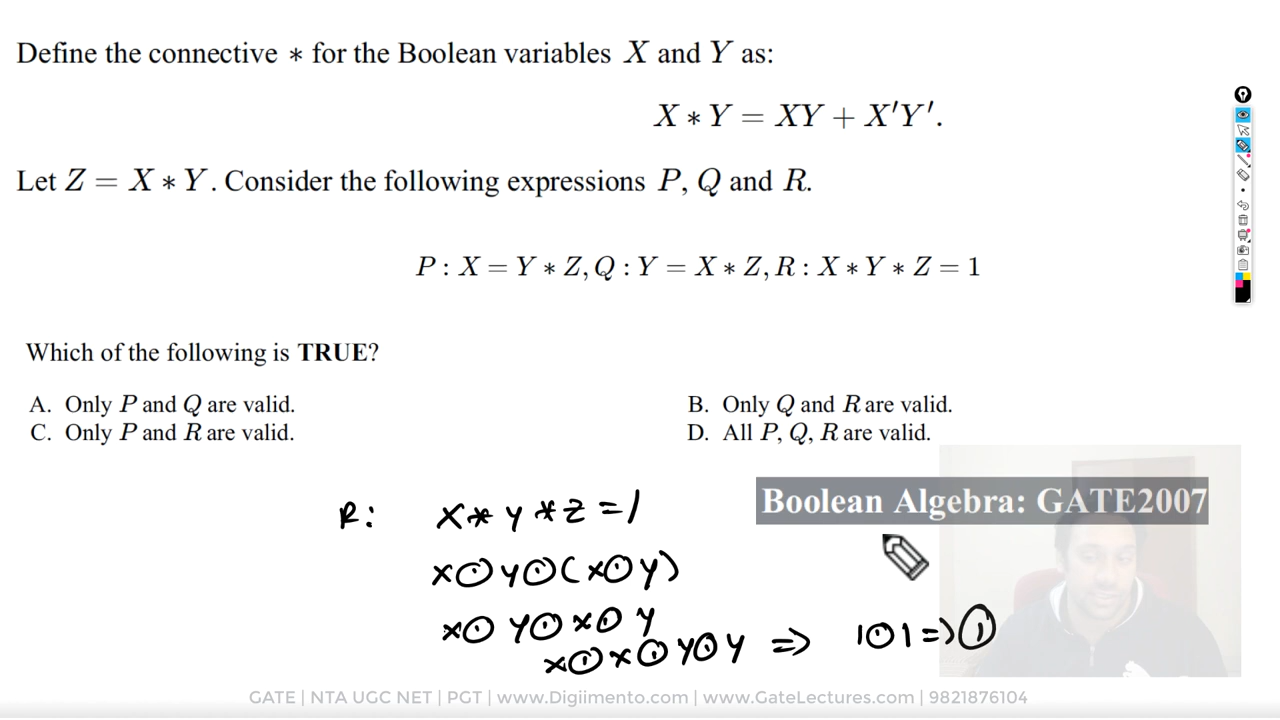 Define the connective ∗ for the Boolean variables X and Y as:
X ∗ Y = XY + X′Y′.
Let Z = X ∗ Y. Consider the following expressions P, Q and R.
P : X = Y ∗ Z, Q : Y = X ∗ Z, R : X ∗ Y ∗ Z = 1
Which of the following is TRUE?
A. Only P and Q are valid.
B. Only Q and R are valid.
C. Only P and R are valid.
D. All P, Q, R are valid.
Boolean Algebra: GATE2007
R: X * Y * Z = 1
X ⊙ Y ⊙ (X ⊙ Y)
X ⊙ Y ⊙ X ⊙ Y
X ⊙ X ⊙ Y ⊙ Y ⇒ 1 ⊙ 1 ⇒ 1
GATE | NTA UGC NET | PGT | www.Digiimento.com | www.GateLectures.com | 9821876104